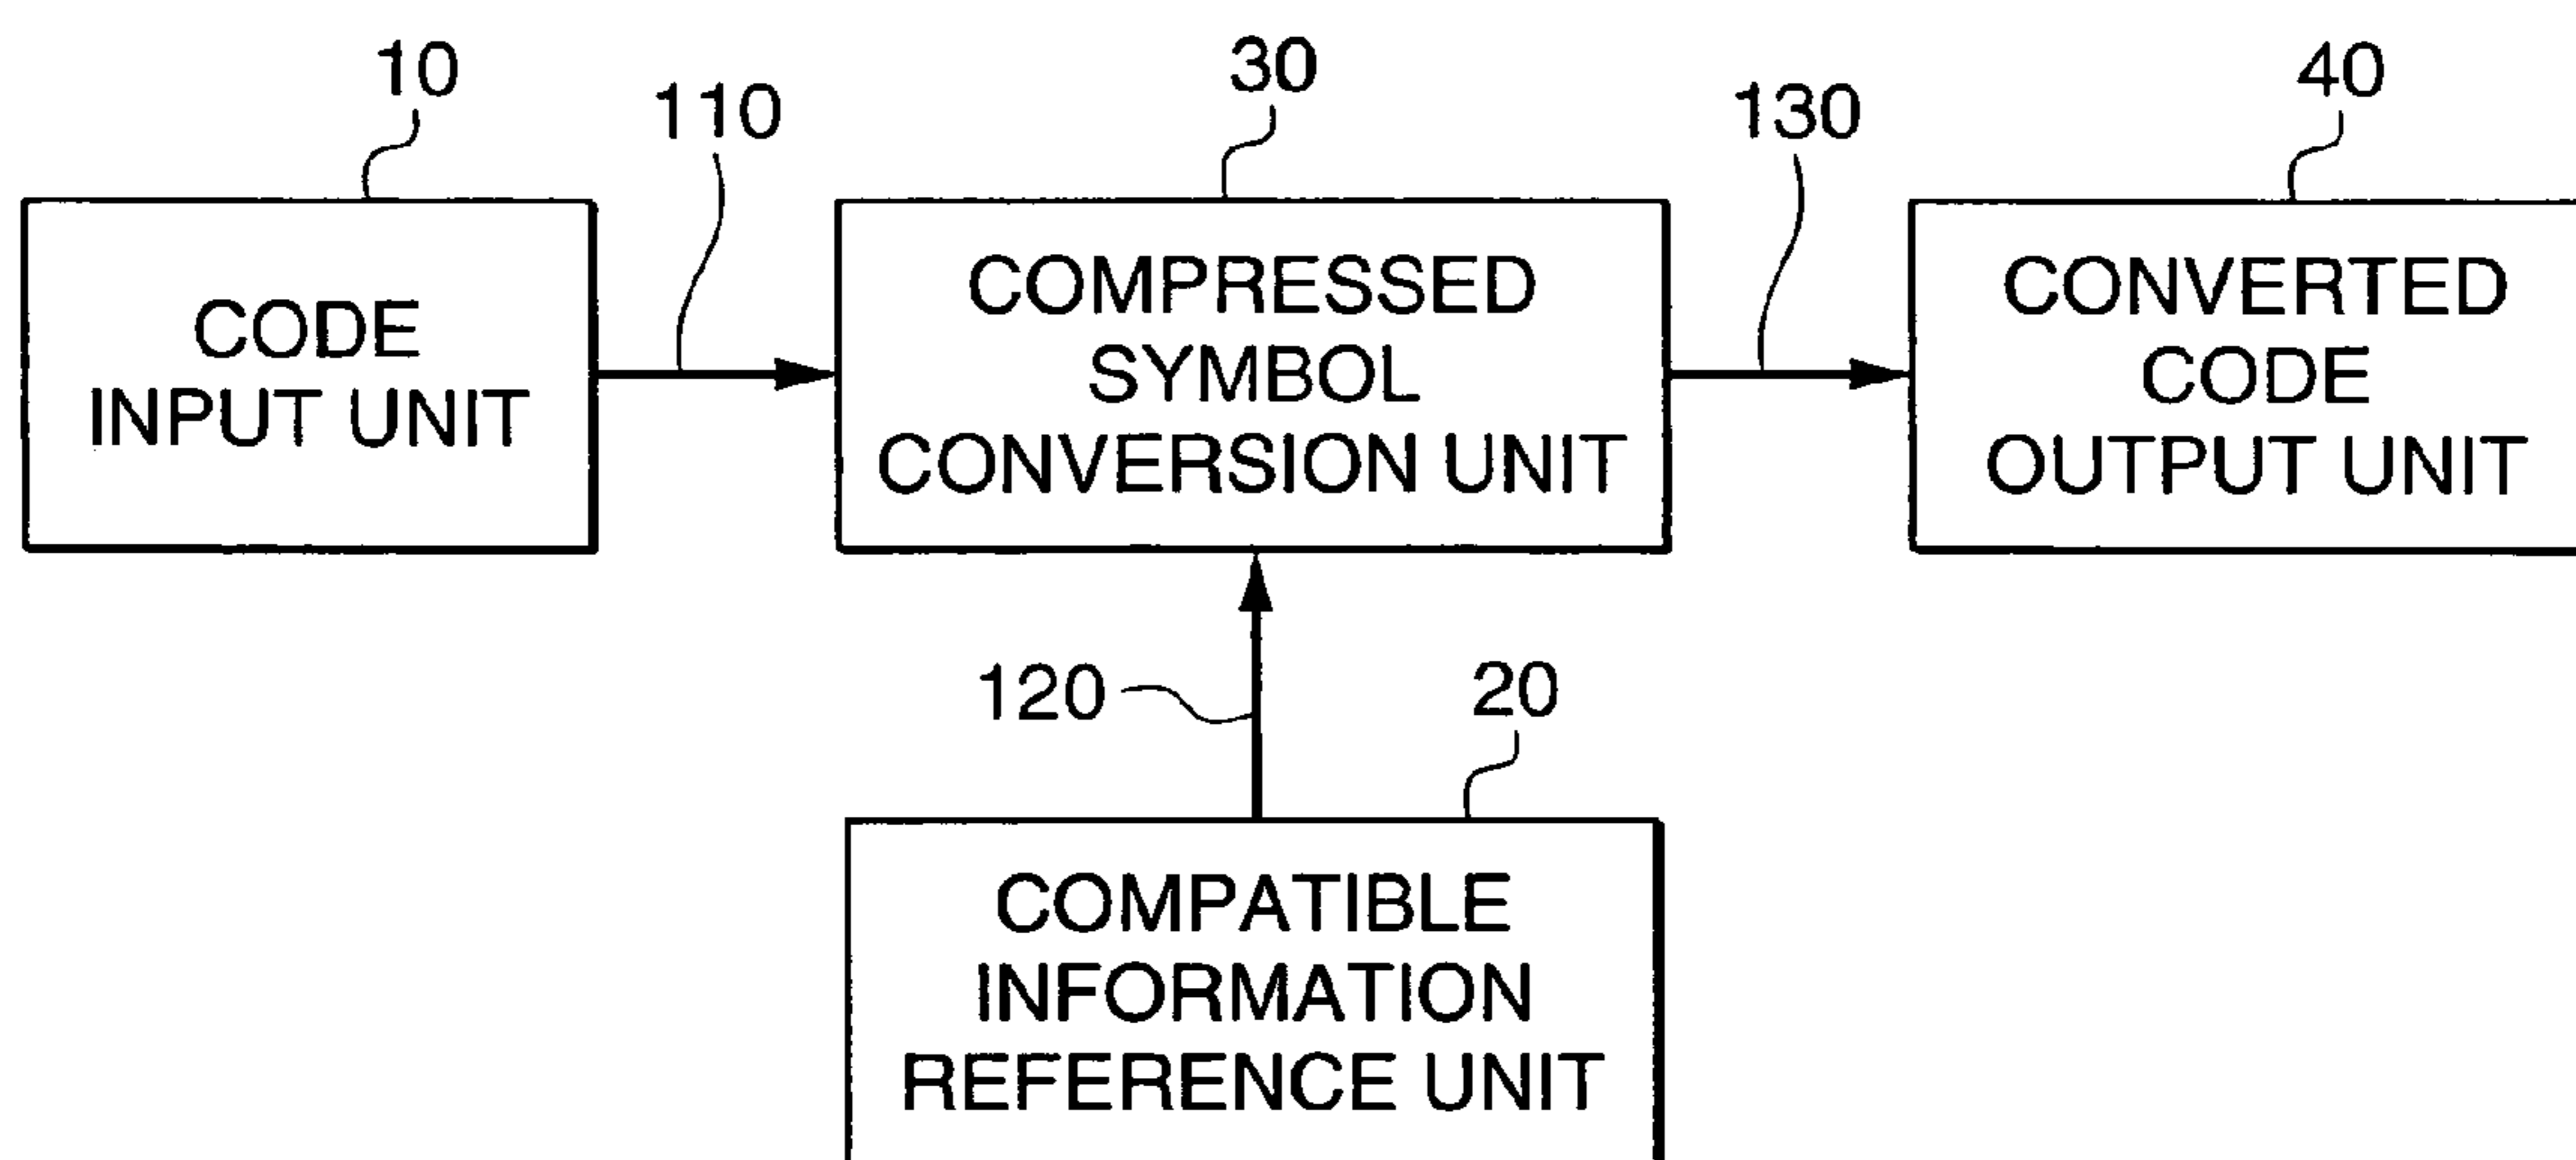 10
110
30
130
40
CODE
INPUT UNIT
COMPRESSED
SYMBOL
CONVERSION UNIT
CONVERTED
CODE
OUTPUT UNIT
120
20
COMPATIBLE
INFORMATION
REFERENCE UNIT